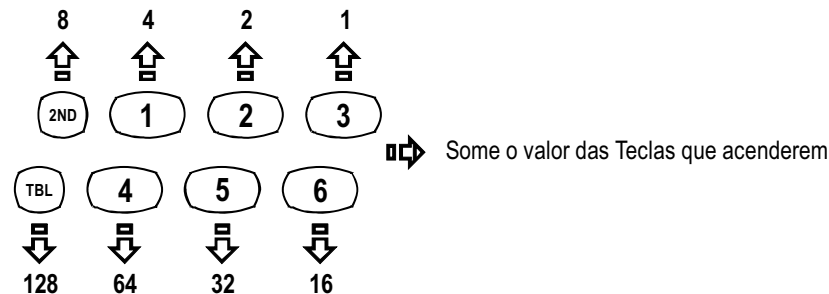 8 4 2 1
2ND 1 2 3
Some o valor das Teclas que acenderem
TBL 4 5 6
128 64 32 16